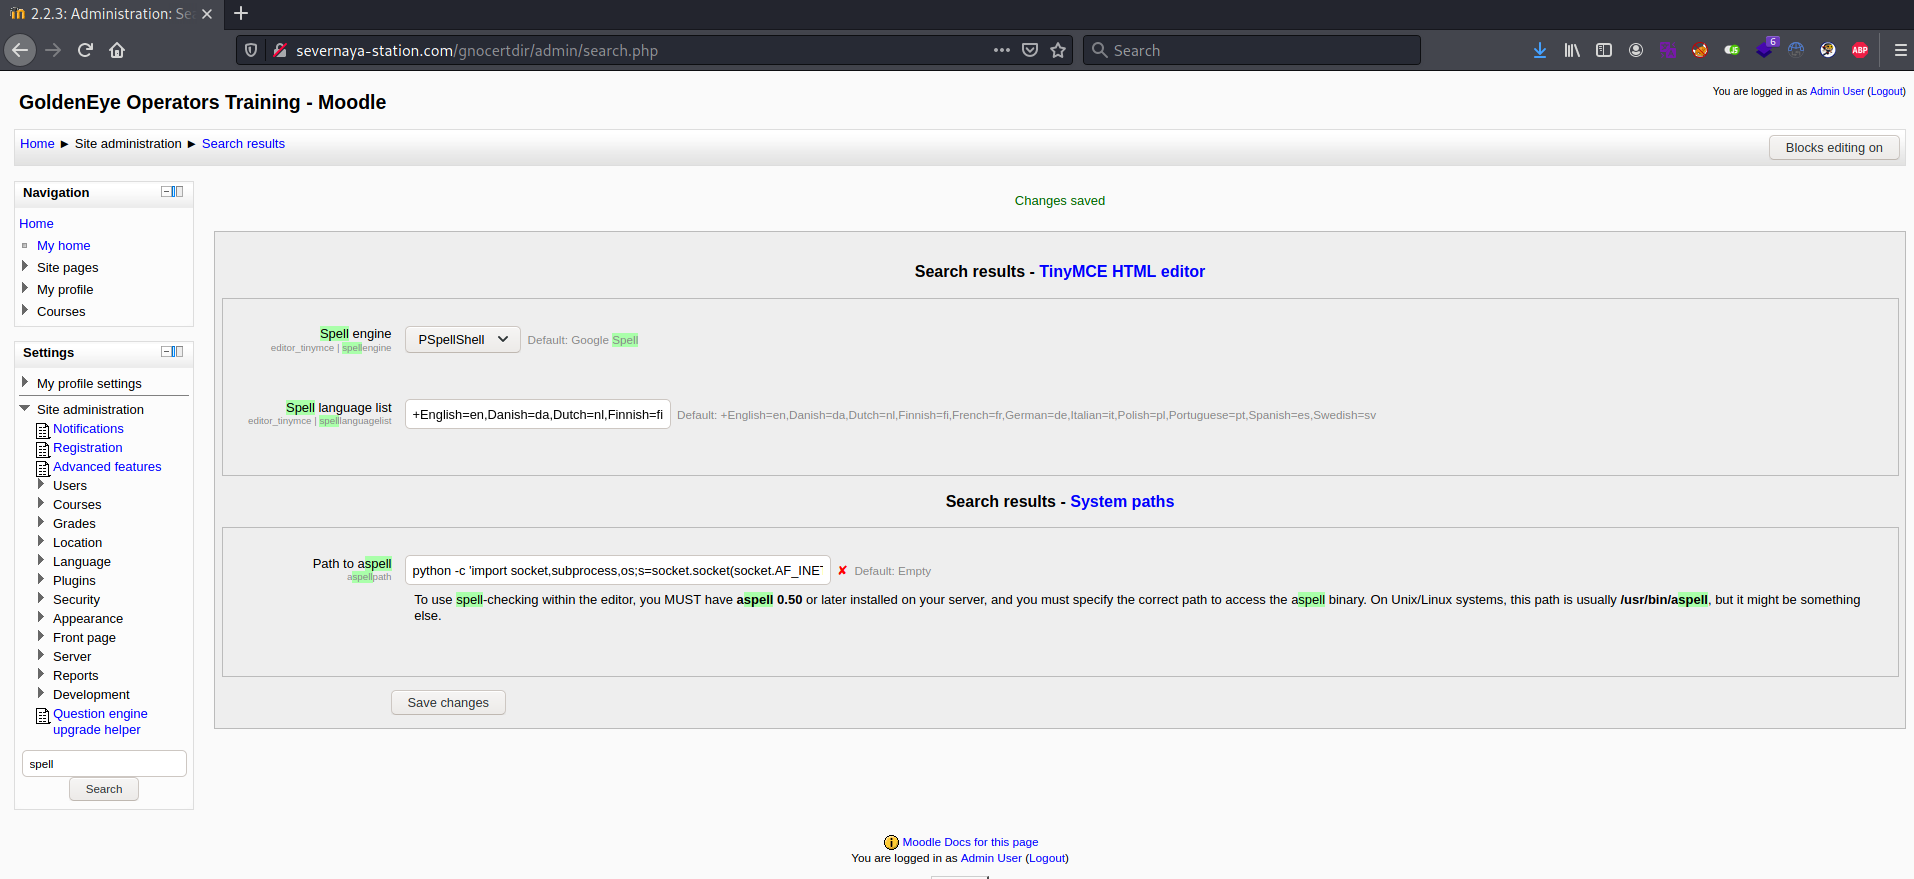 2.2.3: Administration: Se
severnaya-station.com/gnocertdir/admin/search.php
Search
6
ABP
GoldenEye Operators Training - Moodle
You are logged in as Admin User (Logout)
Home ► Site administration ► Search results
Blocks editing on
Navigation
Home
My home
Site pages
My profile
Courses
Settings
My profile settings
Site administration
Notifications
Registration
Advanced features
Users
Courses
Grades
Location
Language
Plugins
Security
Appearance
Front page
Server
Reports
Development
Question engine
upgrade helper
spell
Search
Changes saved
Search results - TinyMCE HTML editor
Spell engine
editor_tinymce | spellengine
PSpellShell
Default: Google Spell
Spell language list
editor_tinymce | spelllanguagelist
+English=en,Danish=da,Dutch=nl,Finnish=fi
Default: +English=en,Danish=da,Dutch=nl,Finnish=fi,French=fr,German=de,Italian=it,Polish=pl,Portuguese=pt,Spanish=es,Swedish=sv
Search results - System paths
Path to aspell
aspellpath
python -c 'import socket,subprocess,os;s=socket.socket(socket.AF_INE
✘ Default: Empty
To use spell-checking within the editor, you MUST have aspell 0.50 or later installed on your server, and you must specify the correct path to access the aspell binary. On Unix/Linux systems, this path is usually /usr/bin/aspell, but it might be something
else.
Save changes
Moodle Docs for this page
You are logged in as Admin User (Logout)